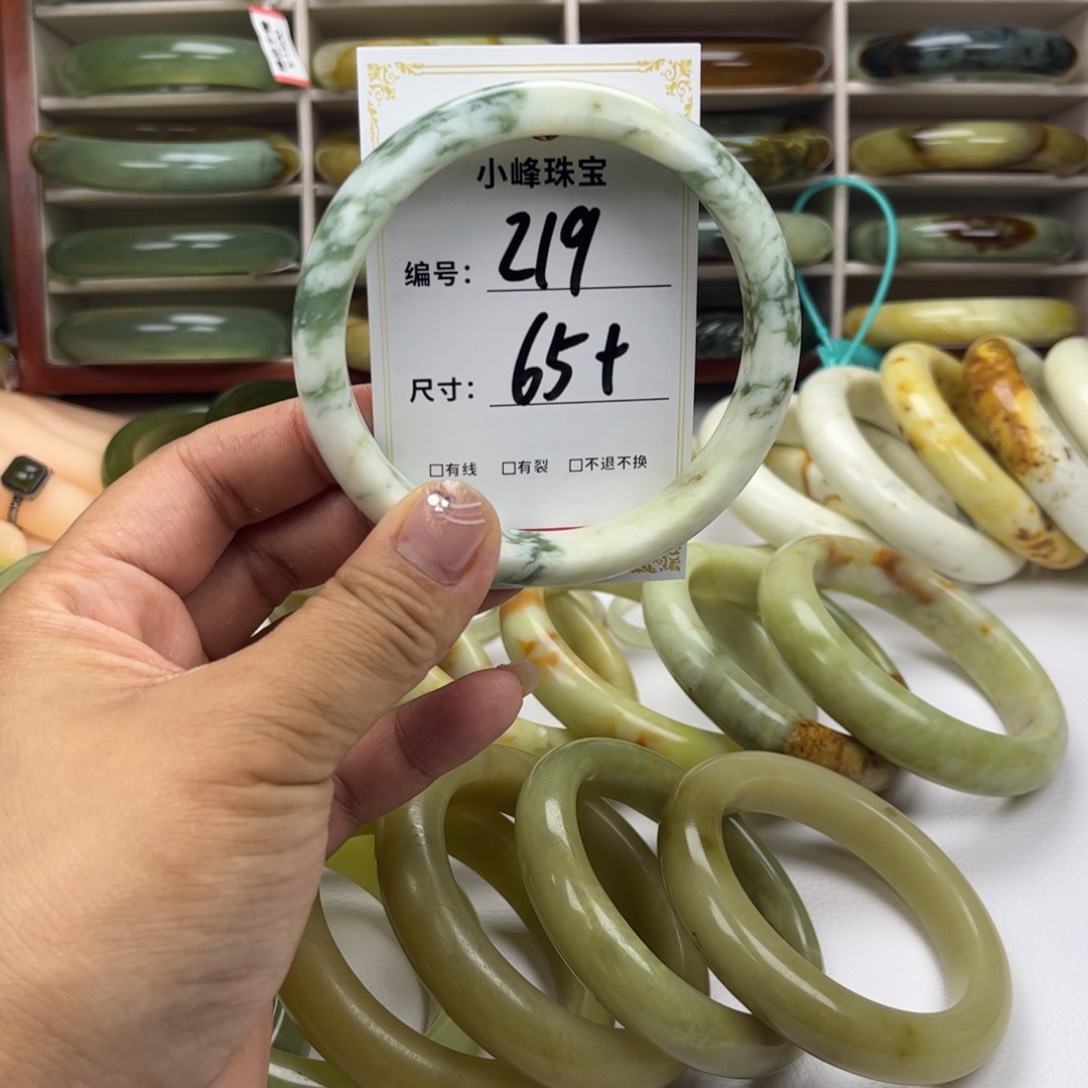 小峰珠宝
编号： 219
尺寸： 65+
□有线 □有裂 □不退不换